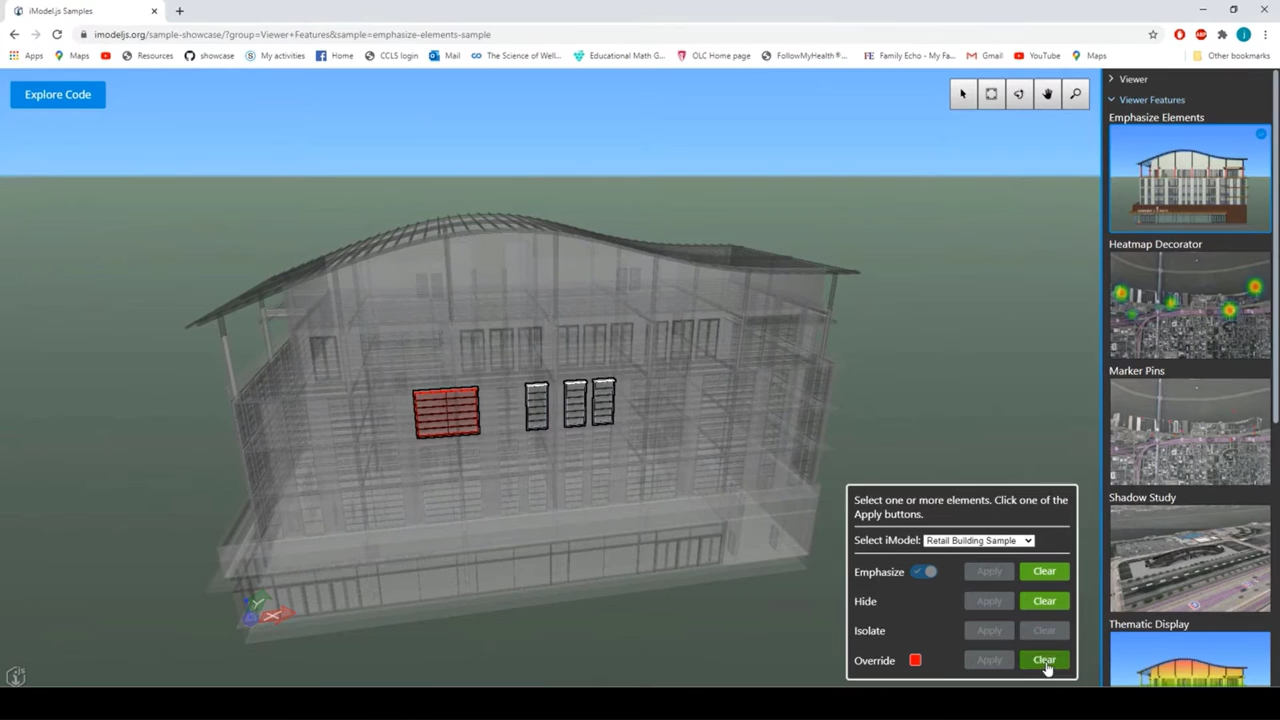 iModel.js Samples
imodeljs.org/sample-showcase/?group=Viewer+Features&sample=emphasize-elements-sample
ABP
i
Apps
Maps
Resources
showcase
My activities
Home
CCLS login
Mail
The Science of Well...
Educational Math G...
OLC Home page
FollowMyHealth®...
FE
Family Echo - My Fa...
Gmail
YouTube
Maps
Other bookmarks
Explore Code
Viewer
Viewer Features
Emphasize Elements
Heatmap Decorator
Marker Pins
Shadow Study
Thematic Display
Select one or more elements. Click one of the
Apply buttons.
Select iModel: Retail Building Sample
Emphasize Apply Clear
Hide Apply Clear
Isolate Apply Clear
Override Apply Clear
Y
X